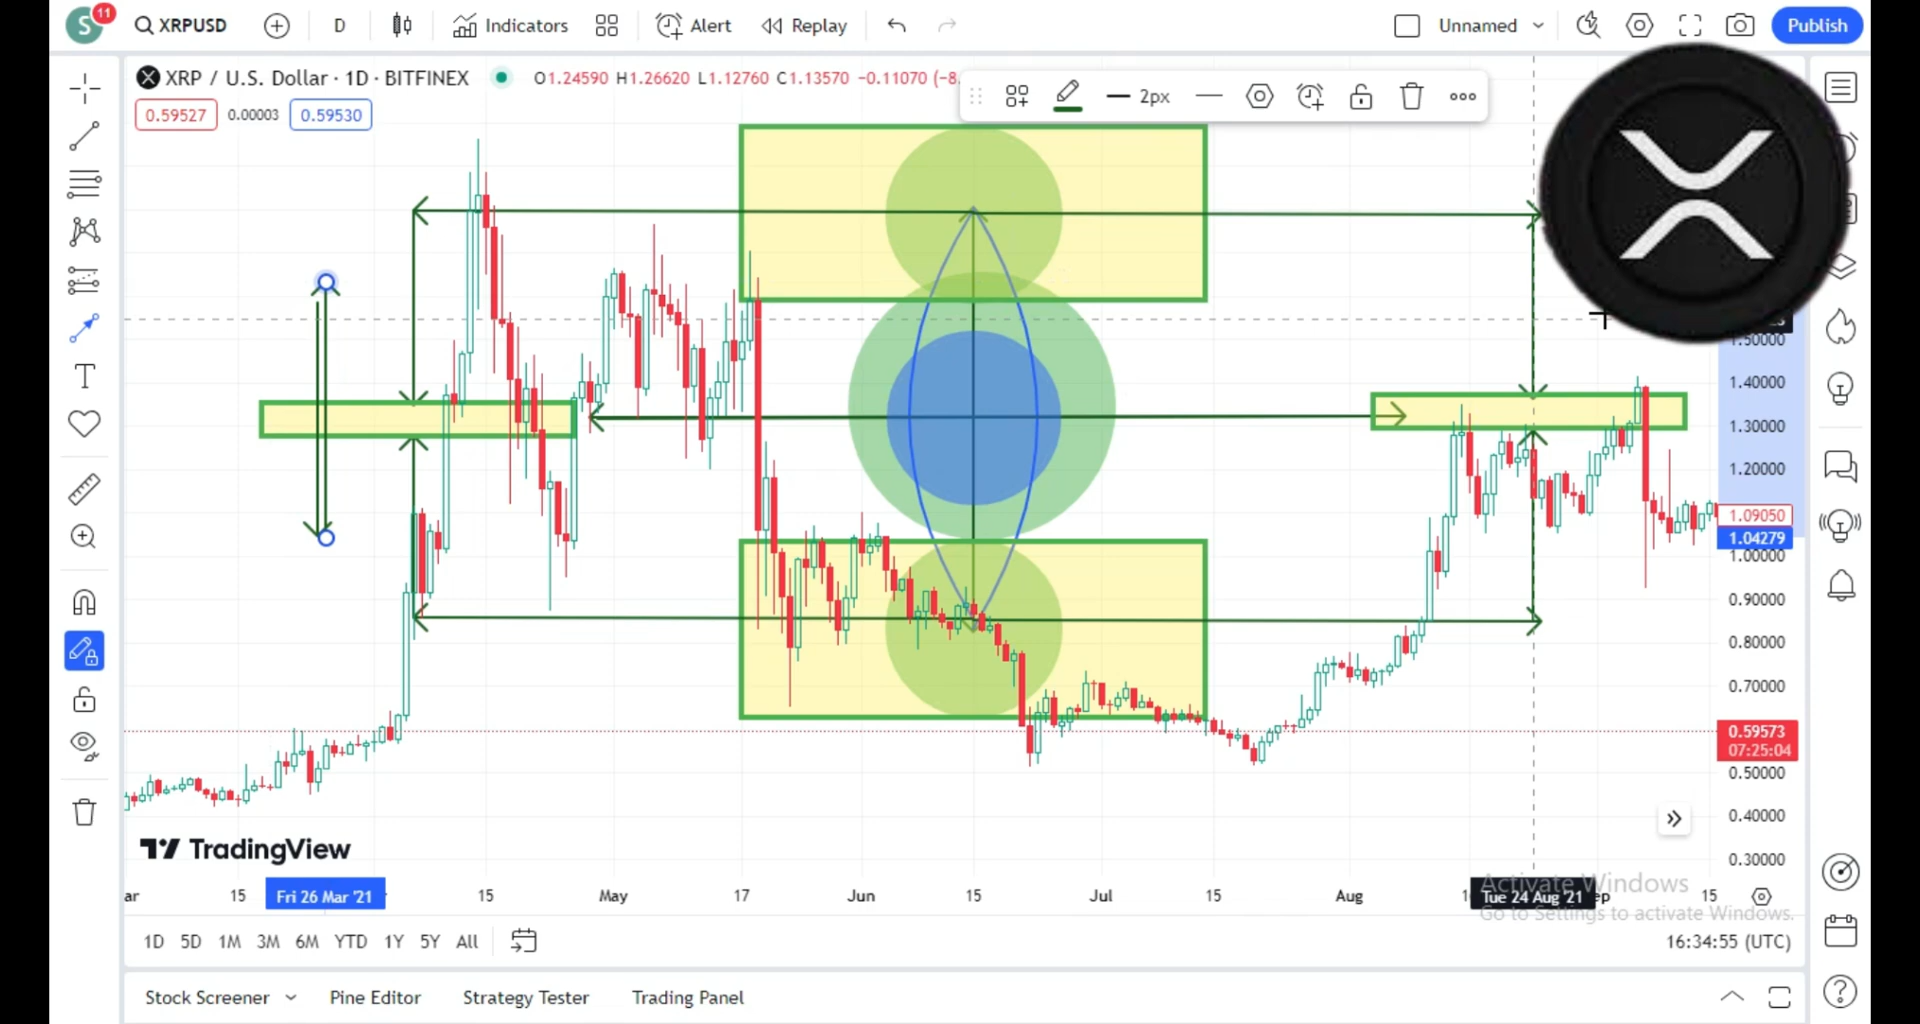 S 11 XRPUSD D Indicators Alert Replay Unnamed Publish
XRP / U.S. Dollar · 1D · BITFINEX O1.24590 H1.26620 L1.12760 C1.13570 −0.11070 (−8.
0.59527 0.00003 0.59530
2px
T
1.50000
1.40000
1.30000
1.20000
1.09050
1.04279
1.00000
0.90000
0.80000
0.70000
0.59573
07:25:04
0.50000
0.40000
0.30000
TradingView
ar 15 Fri 26 Mar '21 15 May 17 Jun 15 Jul 15 Aug Tue 24 Aug '21 ep 15
Activate Windows
Go to Settings to activate Windows.
1D 5D 1M 3M 6M YTD 1Y 5Y All 16:34:55 (UTC)
Stock Screener Pine Editor Strategy Tester Trading Panel